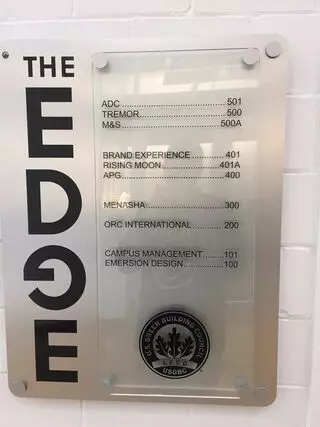 THE
EDGE
ADC.................................501
TREMOR.........................500
M&S..............................500A
BRAND EXPERIENCE..........401
RISING MOON.................401A
APG.................................400
MENASHA.......................300
ORC INTERNATIONAL.........200
CAMPUS MANAGEMENT.......101
EMERSION DESIGN............100
U.S. GREEN BUILDING COUNCIL
LEED
USGBC